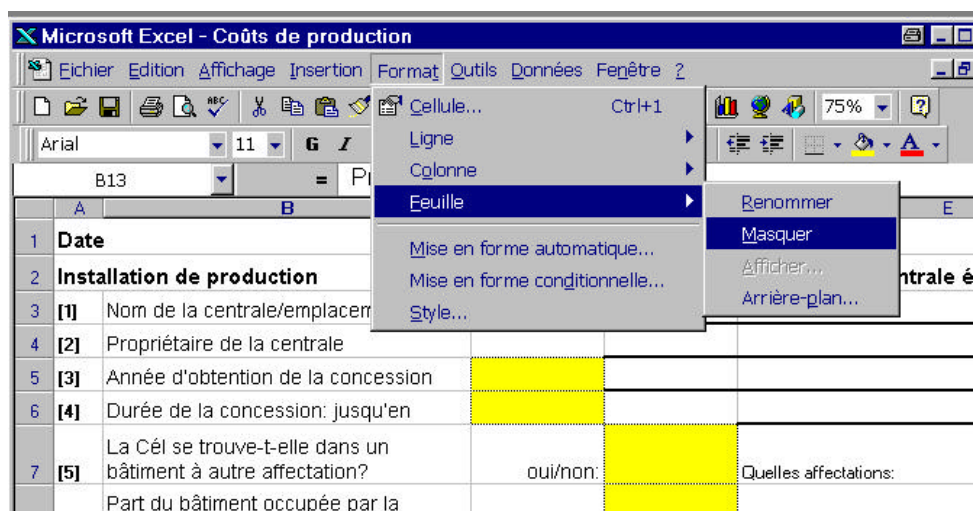 Microsoft Excel - Coûts de production
Eichier Edition Affichage Insertion Format Outils Données Fenêtre ?
ABC 75% ?
Arial 11 G I A
B13 =
A B E
1 Date
2 Installation de production
3 [1] Nom de la
4 [2] Propriétaire de la centrale
5 [3] Année d'obtention de la concession
6 [4] Durée de la concession: jusqu'en
7 [5] La Cél se trouve-t-elle dans un
bâtiment à autre affectation? oui/non: Quelles affectations:
Part du bâtiment occupée par la
Cellule... Ctrl+1
Ligne
Colonne
Feuille
Mise en forme automatique...
Mise en forme conditionnelle...
Style...
Renommer
Masquer
Afficher...
Arrière-plan...